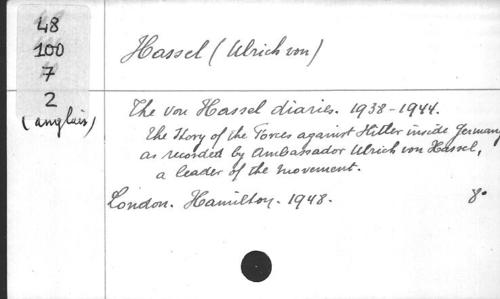 48
100
7
2
(anglais)
Hassel (Ulrich von)
The von Hassel diaries. 1938-1944.
The Story of the Forces against Hitler inside Germany
as recorded by Ambassador Ulrich von Hassel,
a leader of the movement.
London. Hamilton. 1948. 8°